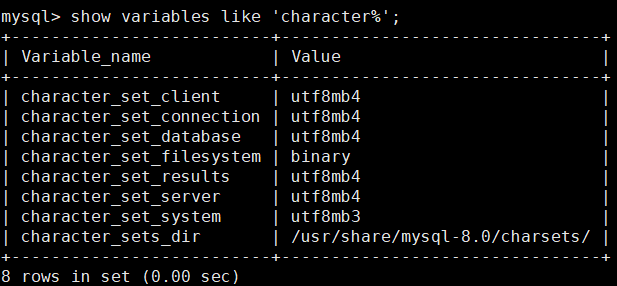 mysql> show variables like 'character%';
+--------------------------+--------------------------------+
| Variable_name            | Value                          |
+--------------------------+--------------------------------+
| character_set_client     | utf8mb4                        |
| character_set_connection | utf8mb4                        |
| character_set_database   | utf8mb4                        |
| character_set_filesystem | binary                         |
| character_set_results    | utf8mb4                        |
| character_set_server     | utf8mb4                        |
| character_set_system     | utf8mb3                        |
| character_sets_dir       | /usr/share/mysql-8.0/charsets/ |
+--------------------------+--------------------------------+
8 rows in set (0.00 sec)